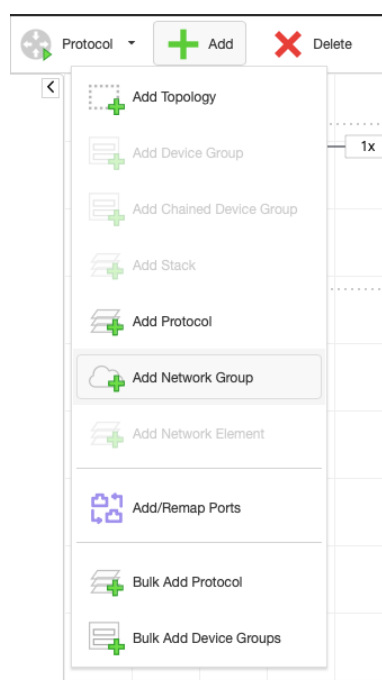 Protocol Add Delete
Add Topology
1x
Add Device Group
Add Chained Device Group
Add Stack
Add Protocol
Add Network Group
Add Network Element
Add/Remap Ports
Bulk Add Protocol
Bulk Add Device Groups